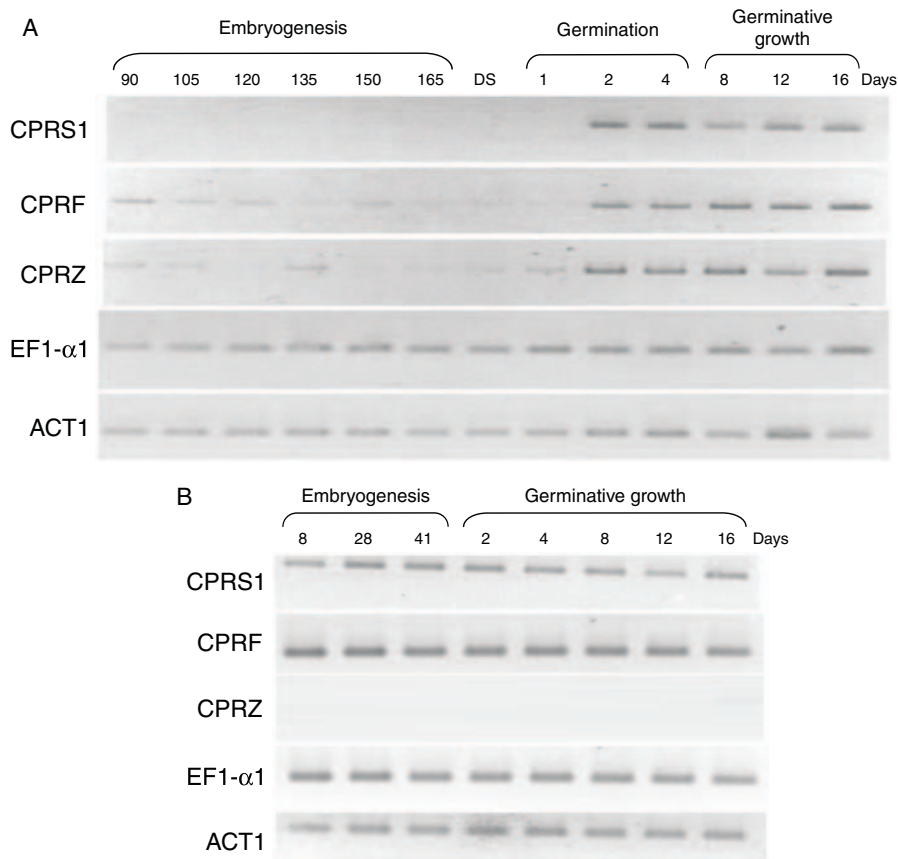 A
Embryogenesis
Germination
Germinative
growth
90 105 120 135 150 165 DS 1 2 4 8 12 16 Days
CPRS1
CPRF
CPRZ
EF1-α1
ACT1
B
Embryogenesis
Germinative growth
8 28 41 2 4 8 12 16 Days
CPRS1
CPRF
CPRZ
EF1-α1
ACT1